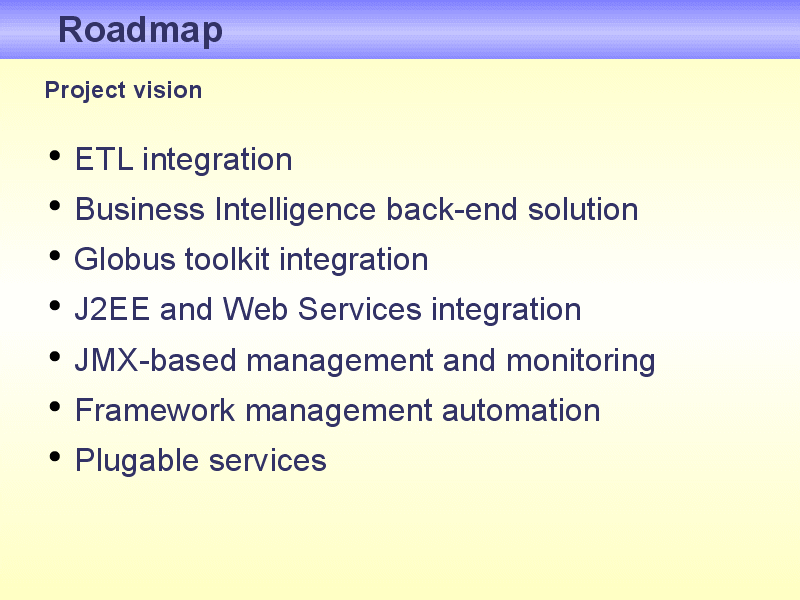 Roadmap
Project vision
• ETL integration
• Business Intelligence back-end solution
• Globus toolkit integration
• J2EE and Web Services integration
• JMX-based management and monitoring
• Framework management automation
• Plugable services